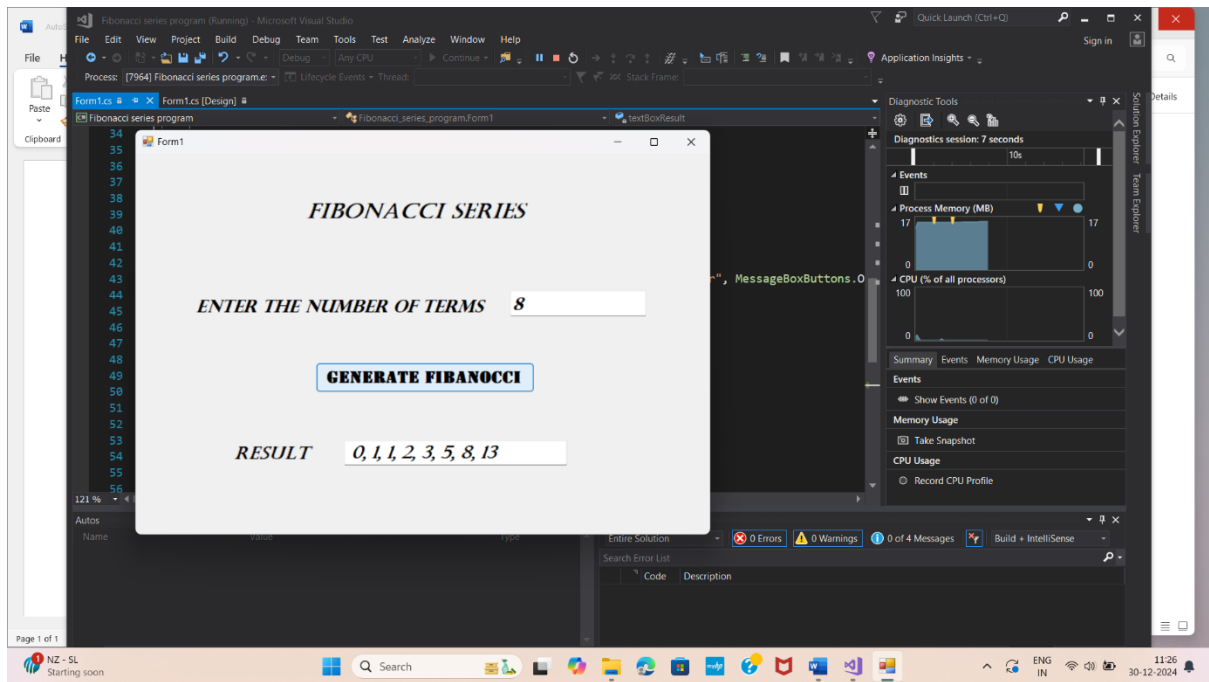 Fibonacci series program (Running) - Microsoft Visual Studio
Quick Launch (Ctrl+Q)
File Edit View Project Build Debug Team Tools Test Analyze Window Help
Sign in
File
Debug Any CPU Continue
Application Insights
Process: [7964] Fibonacci series program.e: Lifecycle Events Thread: Stack Frame:
Paste
Clipboard
Page 1 of 1
Form1.cs Form1.cs [Design]
Fibonacci series program Fibonacci_series_program.Form1 textBoxResult
34
35
36
37
38
39
40
41
42
43
", MessageBoxButtons.O
44
45
46
47
48
49
50
51
52
53
54
55
56
121 %
Form1
FIBONACCI SERIES
ENTER THE NUMBER OF TERMS 8
GENERATE FIBANOCCI
RESULT 0, 1, 1, 2, 3, 5, 8, 13
Diagnostic Tools
Diagnostics session: 7 seconds
10s
Events
Process Memory (MB)
17 17
0 0
CPU (% of all processors)
100 100
0 0
Summary Events Memory Usage CPU Usage
Events
Show Events (0 of 0)
Memory Usage
Take Snapshot
CPU Usage
Record CPU Profile
Solution Explorer
Team Explorer
Details
Autos
Name Value Type
Entire Solution 0 Errors 0 Warnings 0 of 4 Messages Build + IntelliSense
Search Error List
Code Description
1
NZ - SL
Starting soon
Search
ENG
IN
11:26
30-12-2024